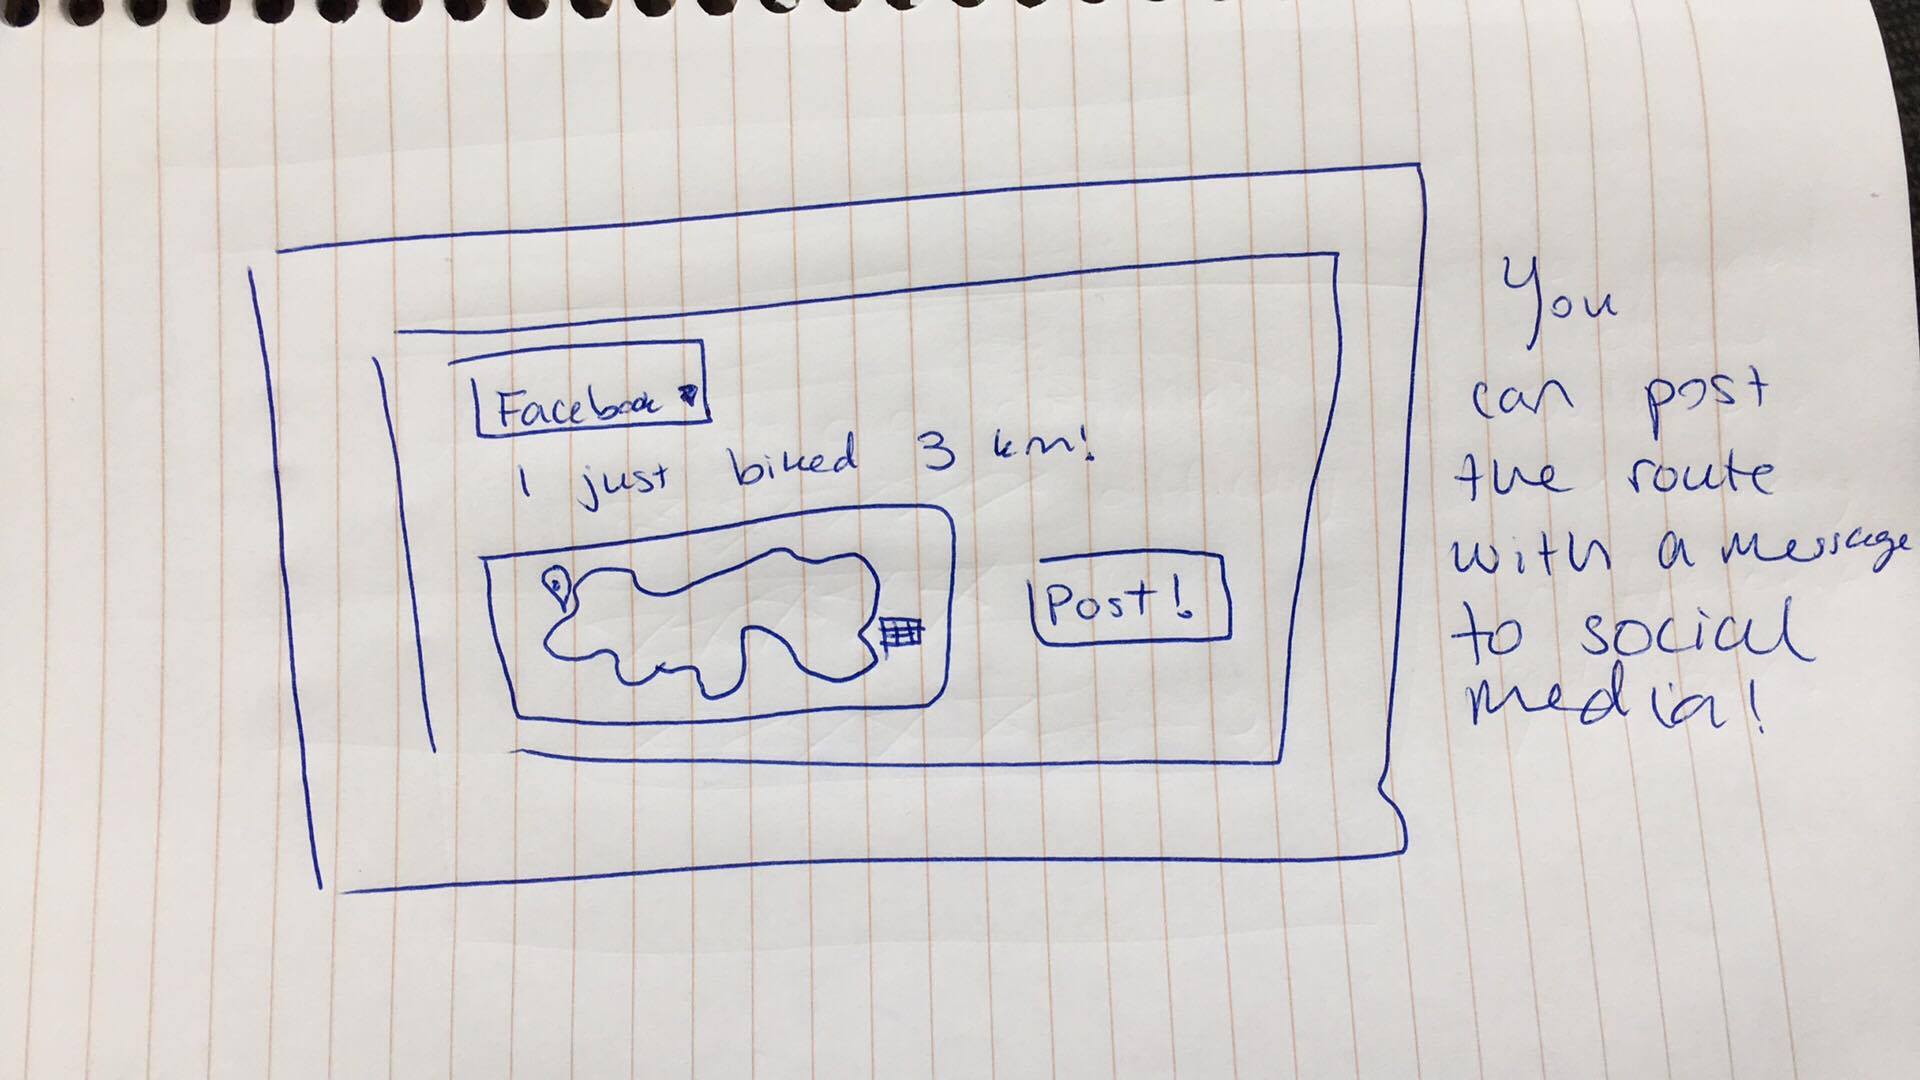 Facebook
I just biked 3 km!
Post!
You
can post
the route
with a message
to social
media!